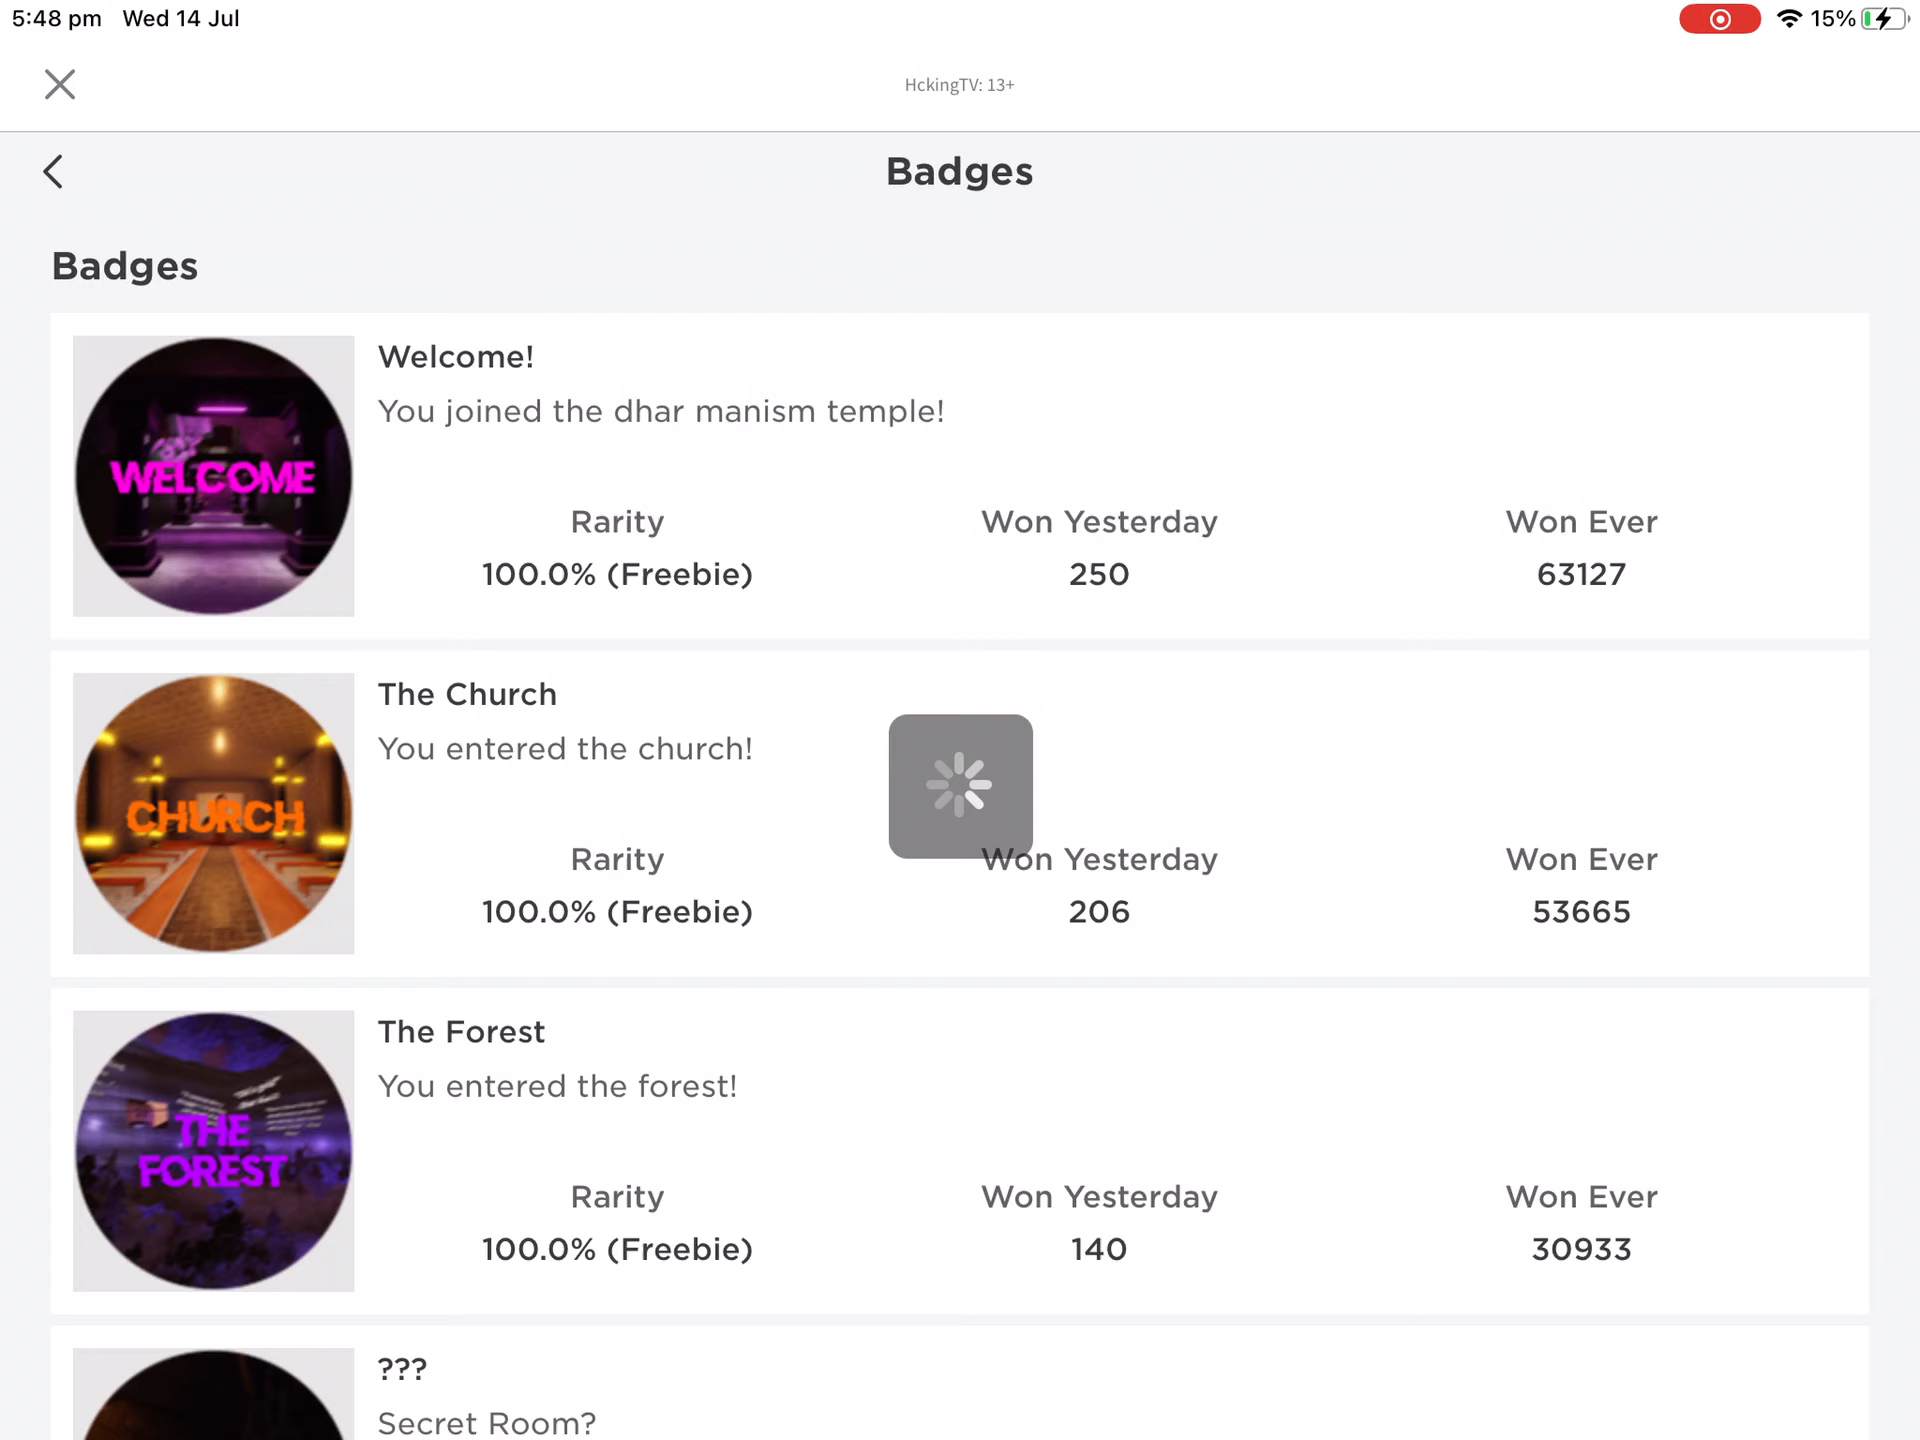 5:48 pm Wed 14 Jul
15%
HckingTV: 13+
Badges
Badges
Welcome!
You joined the dhar manism temple!
WELCOME
Rarity Won Yesterday Won Ever
100.0% (Freebie) 250 63127
The Church
You entered the church!
CHURCH
Rarity Won Yesterday Won Ever
100.0% (Freebie) 206 53665
The Forest
You entered the forest!
THE
FOREST
Rarity Won Yesterday Won Ever
100.0% (Freebie) 140 30933
???
Secret Room?